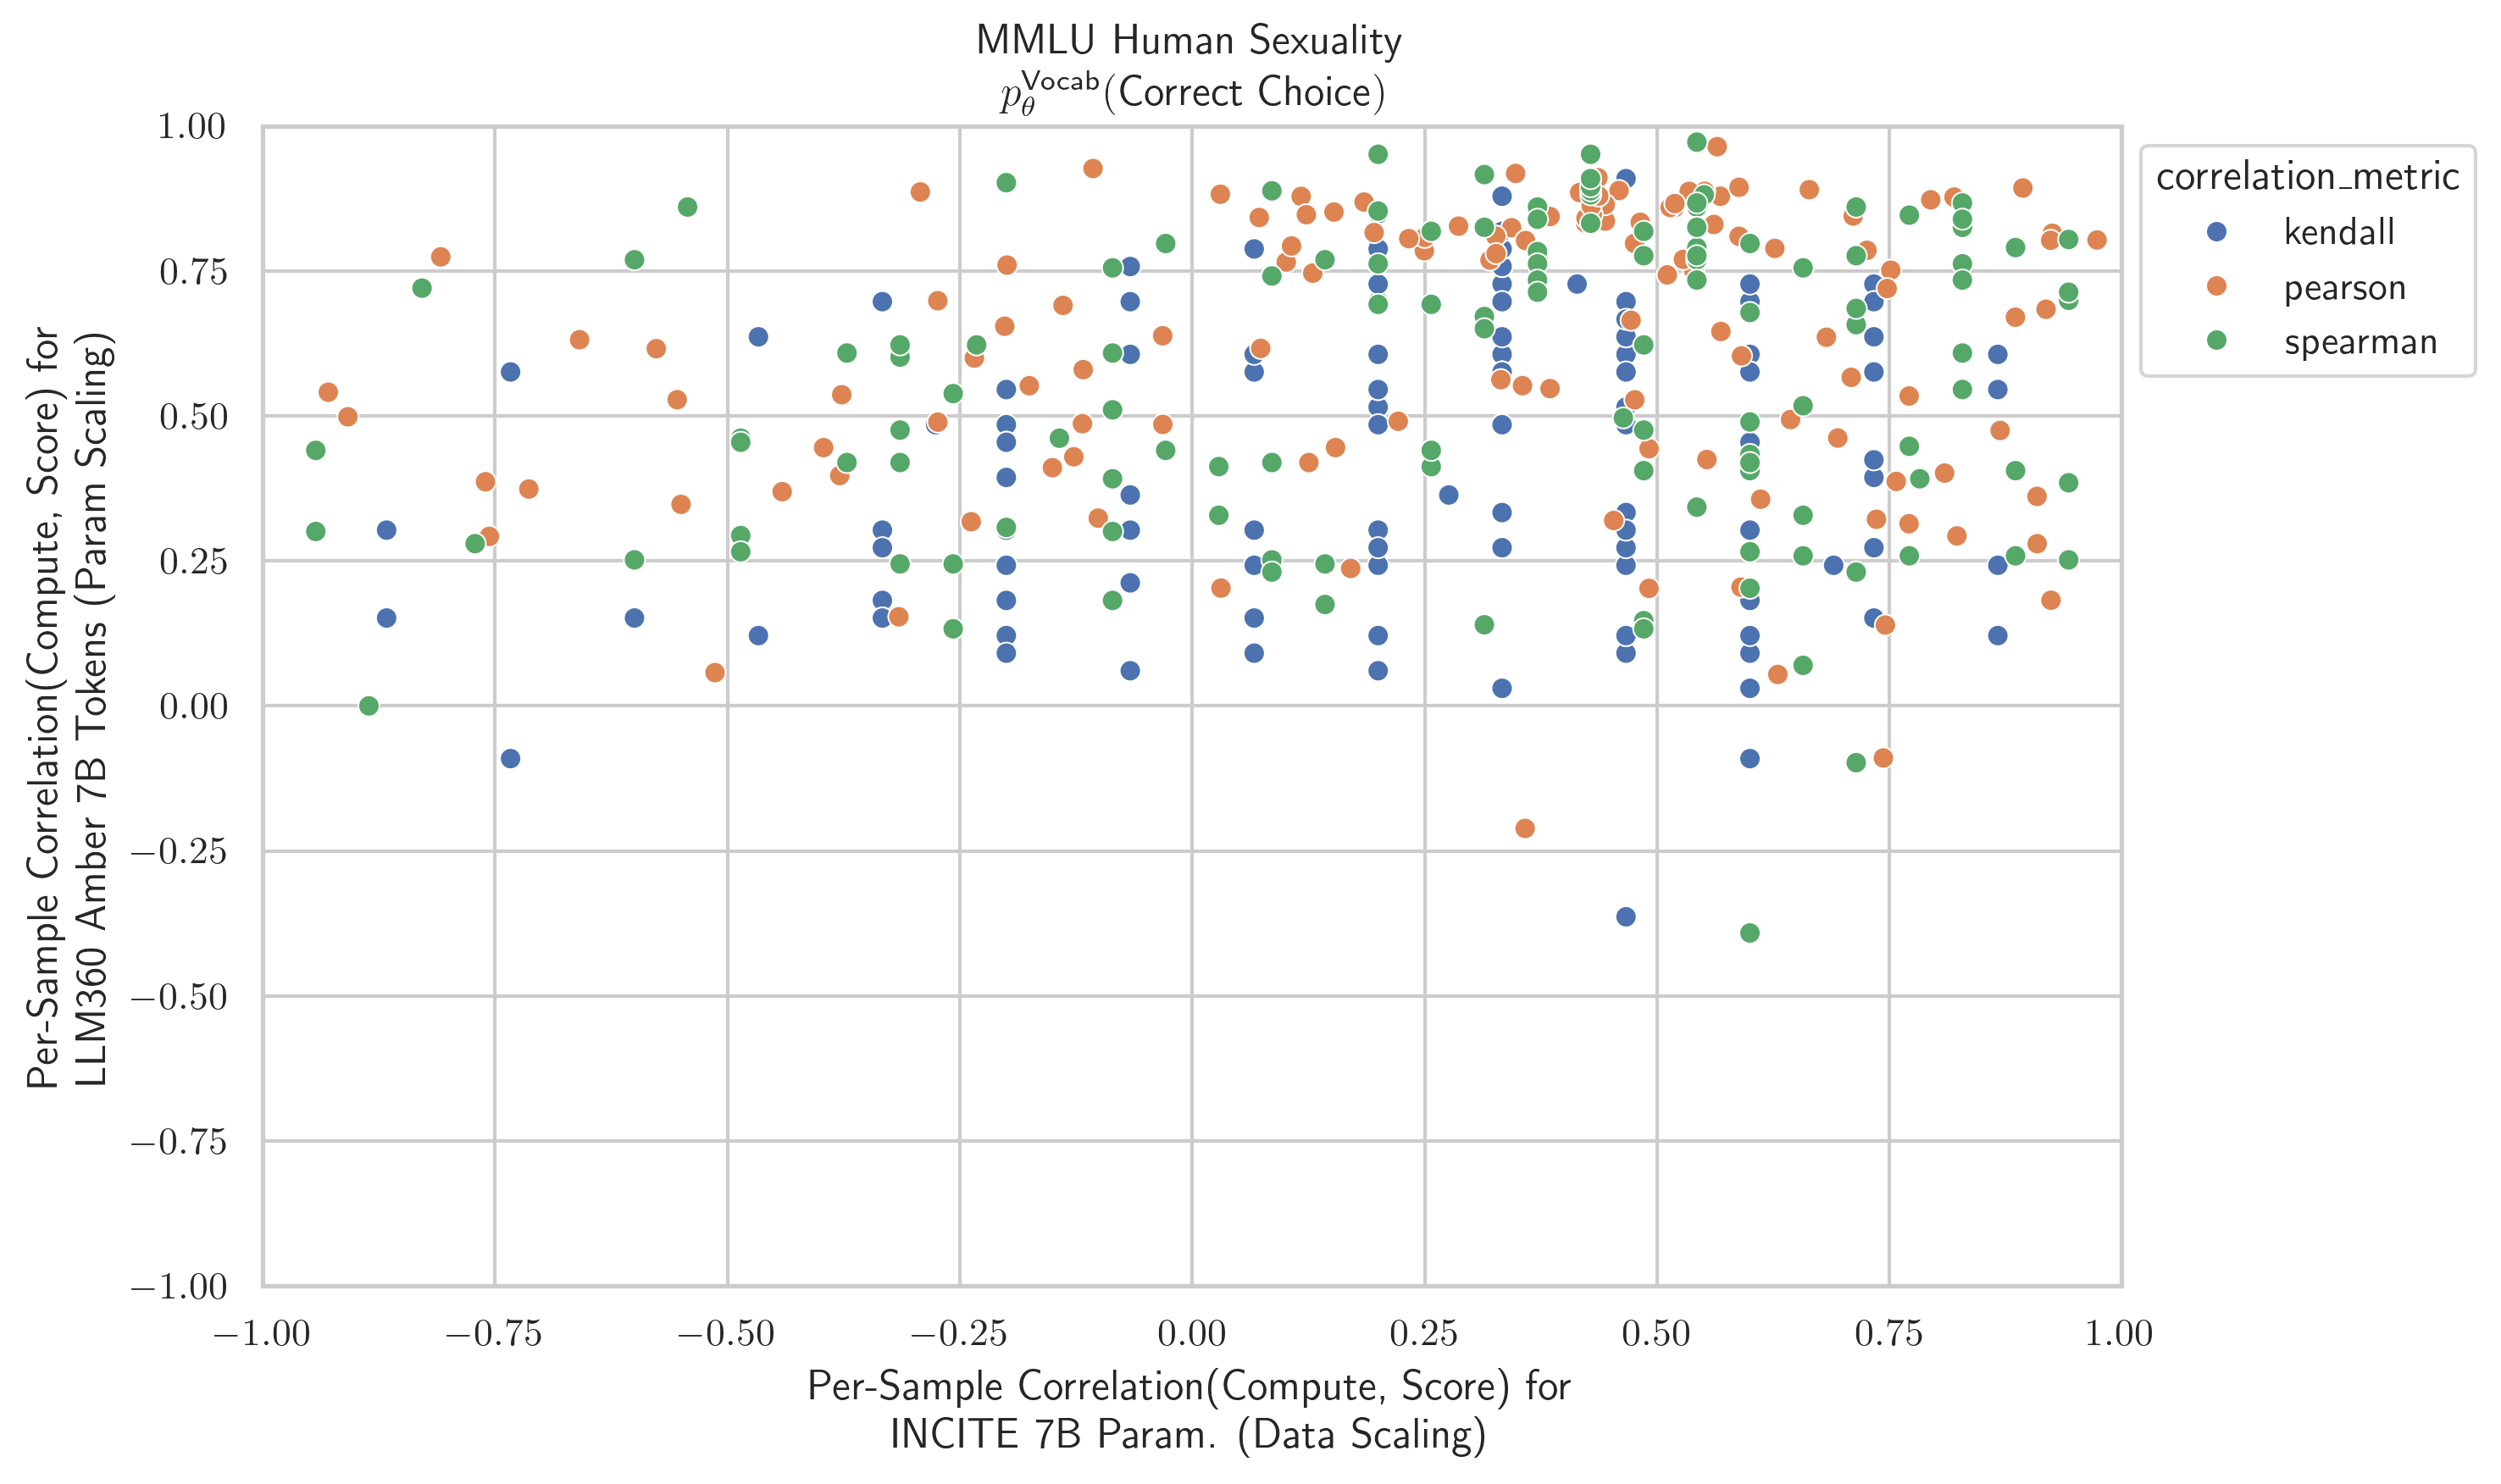 MMLU Human Sexuality
p_θ^Vocab(Correct Choice)
Per-Sample Correlation(Compute, Score) for
LLM360 Amber 7B Tokens (Param Scaling)
1.00
0.75
0.50
0.25
0.00
−0.25
−0.50
−0.75
−1.00
−1.00 −0.75 −0.50 −0.25 0.00 0.25 0.50 0.75 1.00
Per-Sample Correlation(Compute, Score) for
INCITE 7B Param. (Data Scaling)
correlation_metric
kendall
pearson
spearman